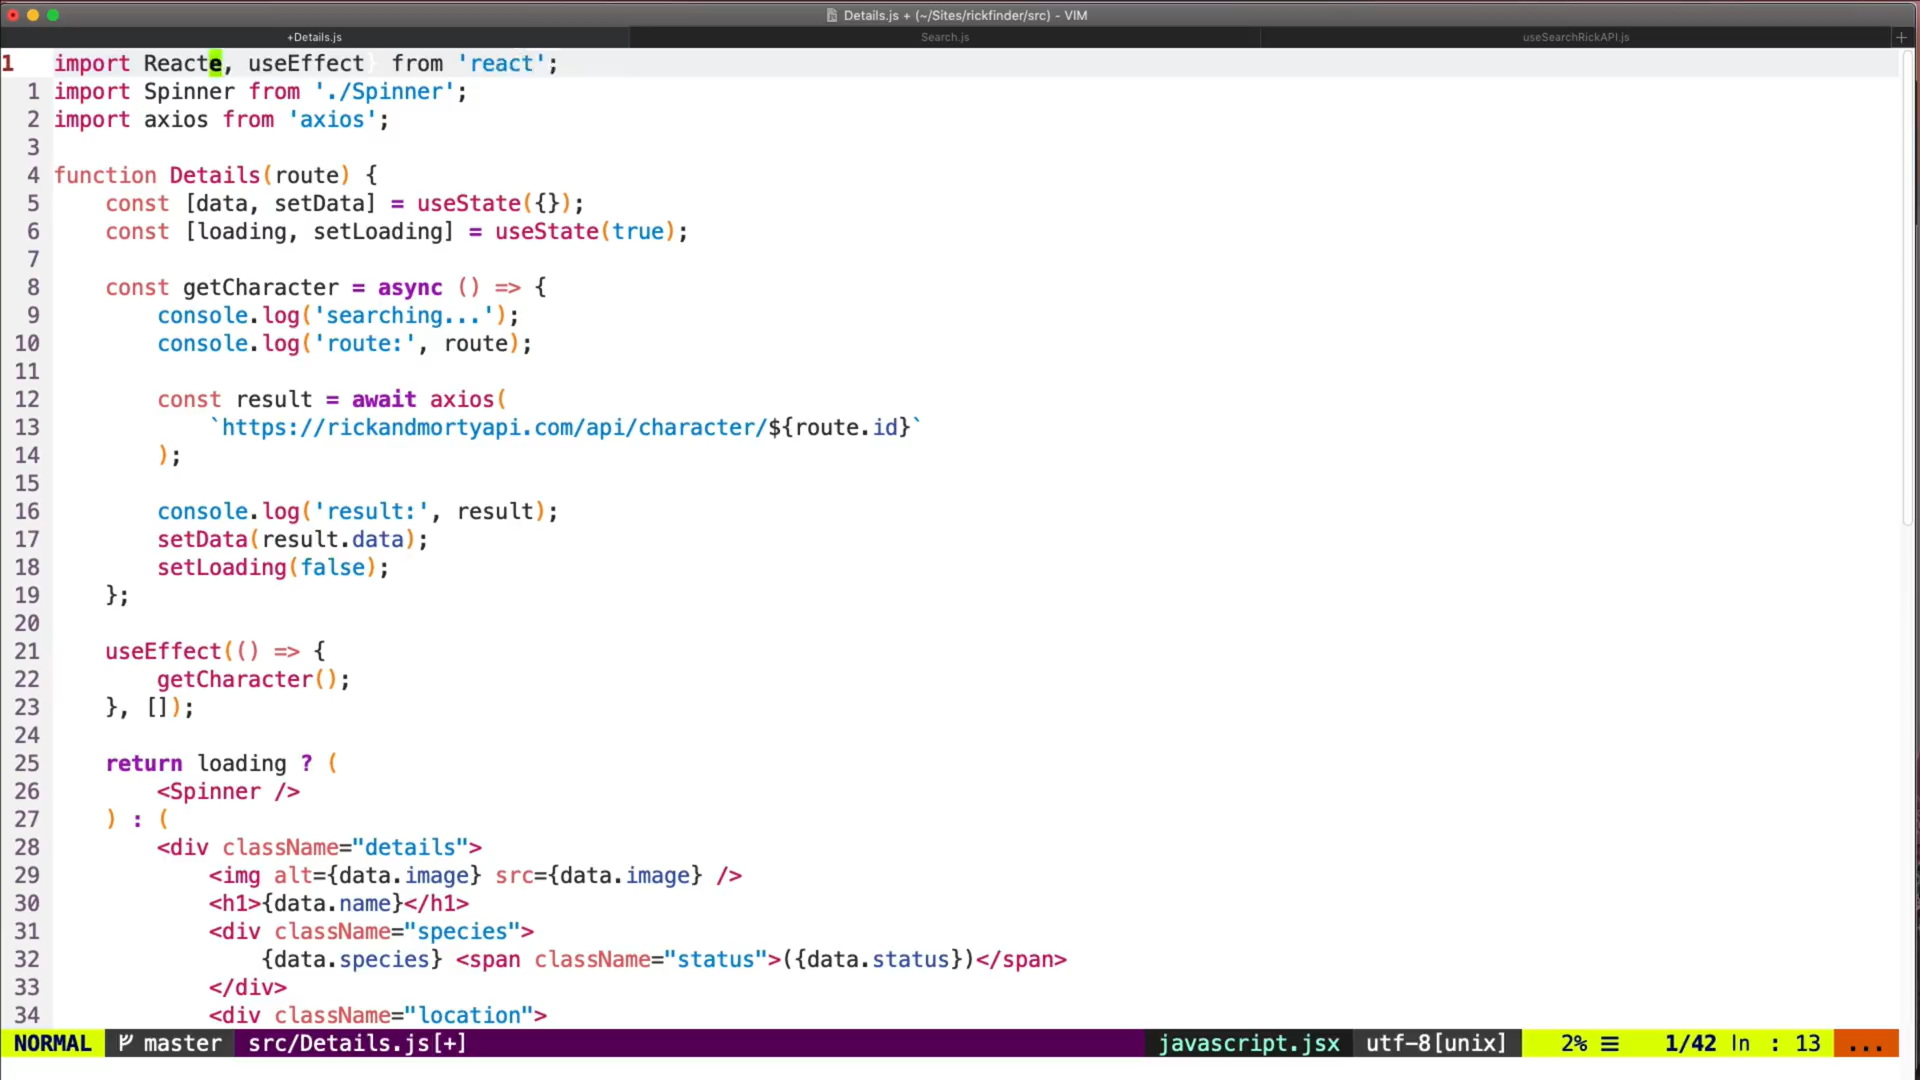 Details.js + (~/Sites/rickfinder/src) - VIM
+Details.js Search.js useSearchRickAPI.js +
1 import Reacte, useEffect} from 'react';
1 import Spinner from './Spinner';
2 import axios from 'axios';
3
4 function Details(route) {
5 const [data, setData] = useState({});
6 const [loading, setLoading] = useState(true);
7
8 const getCharacter = async () => {
9 console.log('searching...');
10 console.log('route:', route);
11
12 const result = await axios(
13 `https://rickandmortyapi.com/api/character/${route.id}`
14 );
15
16 console.log('result:', result);
17 setData(result.data);
18 setLoading(false);
19 };
20
21 useEffect(() => {
22 getCharacter();
23 }, []);
24
25 return loading ? (
26 <Spinner />
27 ) : (
28 <div className="details">
29 <img alt={data.image} src={data.image} />
30 <h1>{data.name}</h1>
31 <div className="species">
32 {data.species} <span className="status">({data.status})</span>
33 </div>
34 <div className="location">
NORMAL master src/Details.js[+] javascript.jsx utf-8[unix] 2% ☰ 1/42 ln : 13 ...